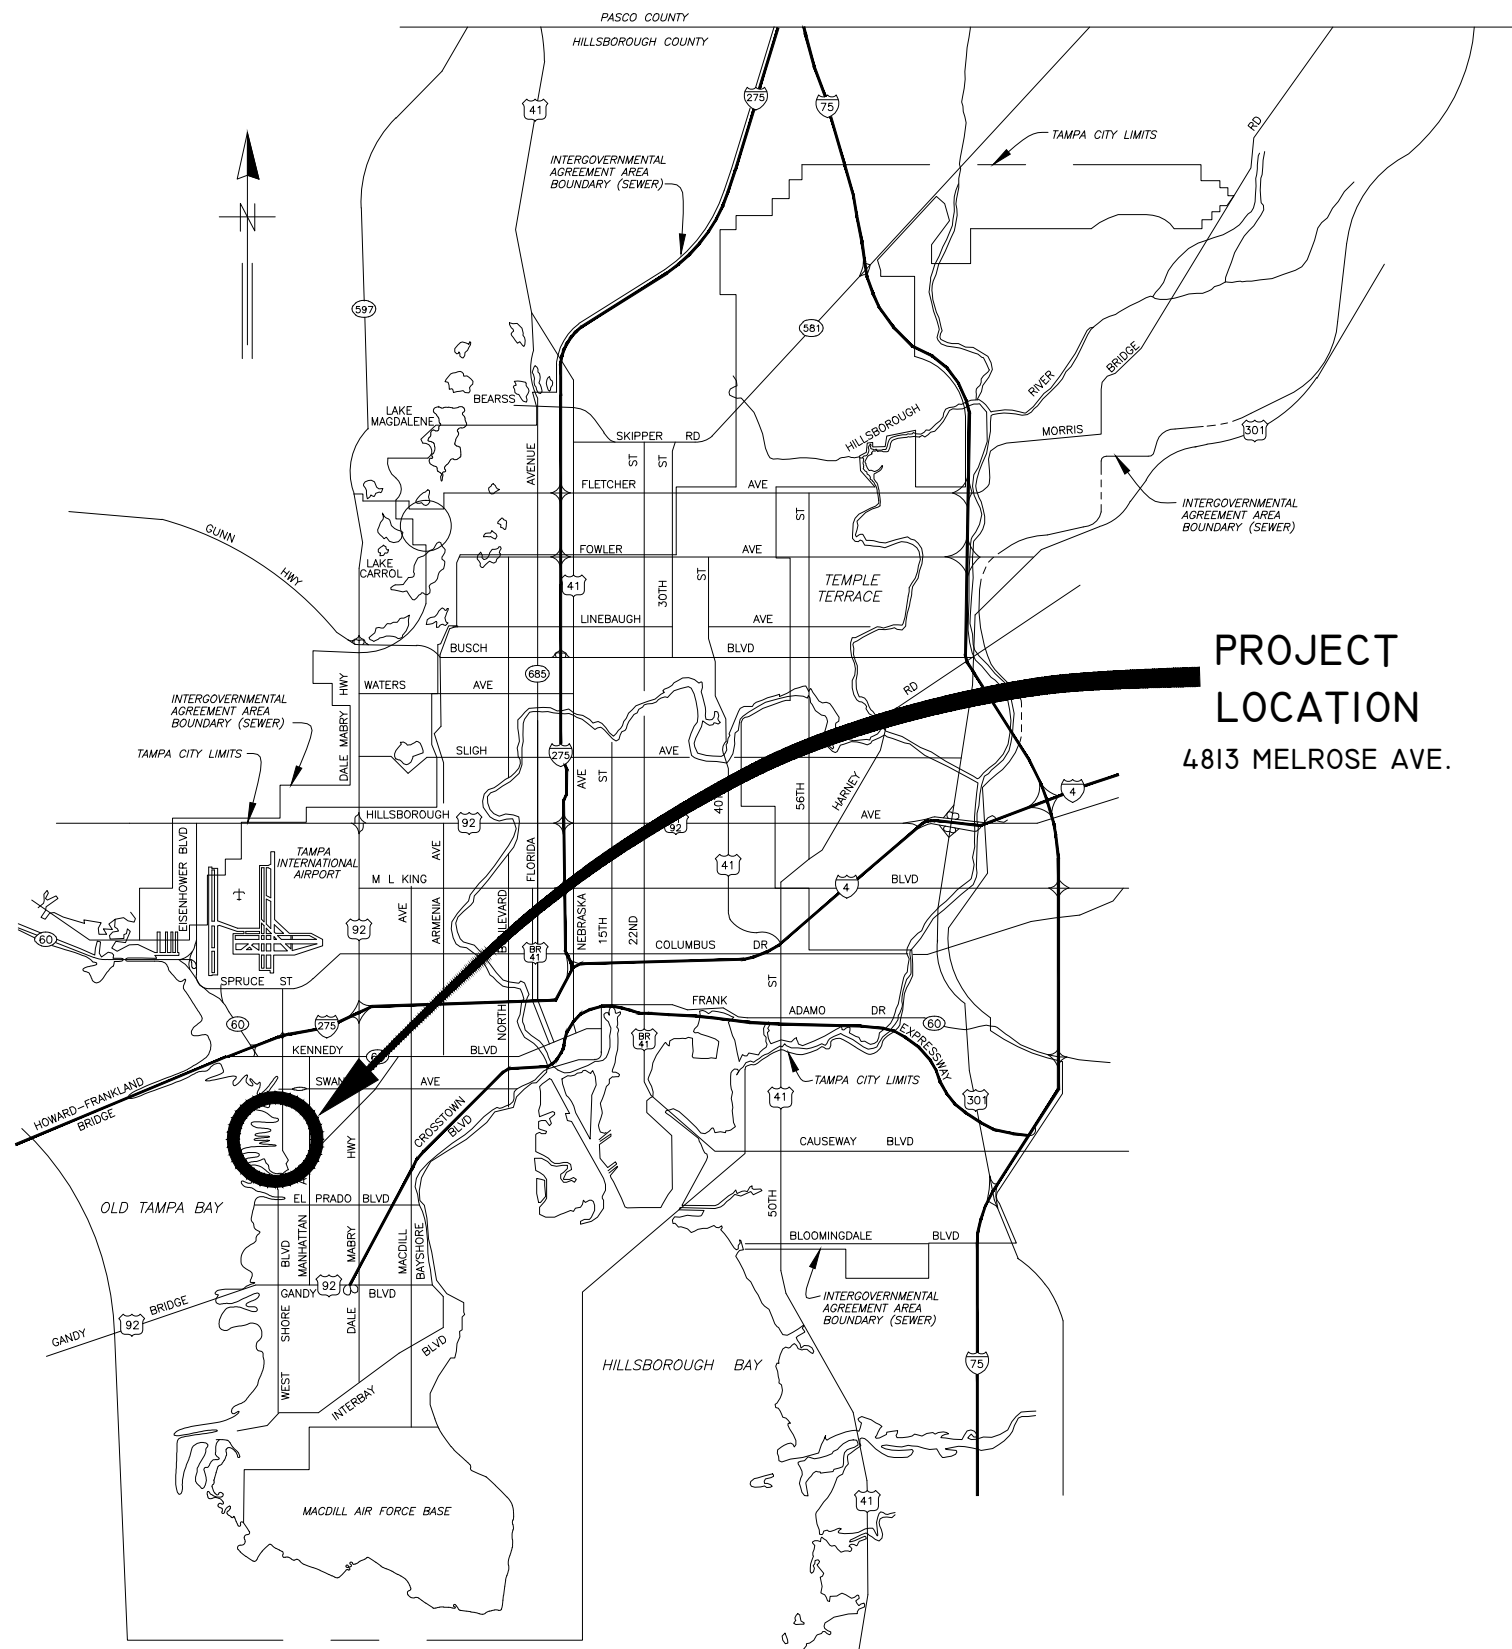 PASCO COUNTY
HILLSBOROUGH COUNTY
275
75
41
TAMPA CITY LIMITS
RD
INTERGOVERNMENTAL
AGREEMENT AREA
BOUNDARY (SEWER)
N
597
581
BEARSS
LAKE
MAGDALENE
AVENUE
SKIPPER RD
ST
ST
HILLSBOROUGH
RIVER
BRIDGE
MORRIS
301
FLETCHER AVE
INTERGOVERNMENTAL
AGREEMENT AREA
BOUNDARY (SEWER)
ST
GUNN
HWY
FOWLER AVE
LAKE
CARROL
41
30TH
ST
TEMPLE
TERRACE
LINEBAUGH AVE
BUSCH BLVD
685
PROJECT
LOCATION
4813 MELROSE AVE.
WATERS AVE
RD
HWY
DALE MABRY
INTERGOVERNMENTAL
AGREEMENT AREA
BOUNDARY (SEWER)
TAMPA CITY LIMITS
SLIGH AVE
275
AVE
ST
56TH
HARNEY
4
HILLSBOROUGH
92
92
AVE
EISENHOWER BLVD
TAMPA
INTERNATIONAL
AIRPORT
AVE
FLORIDA
41
M L KING
4
BLVD
AVE
ARMENIA
NEBRASKA
15TH
22ND
60
92
BR
41
COLUMBUS DR
SPRUCE ST
ST
FRANK
ADAMO DR
60
60
275
NORTH
BR
41
EXPRESSWAY
KENNEDY BLVD
SWAN AVE
TAMPA CITY LIMITS
HOWARD-FRANKLAND
BRIDGE
CROSSTOWN
BLVD
41
301
HWY
CAUSEWAY BLVD
OLD TAMPA BAY
EL PRADO BLVD
50TH
BLVD
MANHATTAN
MABRY
MACDILL
BAYSHORE
BLOOMINGDALE BLVD
92
GANDY BLVD
INTERGOVERNMENTAL
AGREEMENT AREA
BOUNDARY (SEWER)
GANDY
92
BRIDGE
SHORE
DALE
BLVD
HILLSBOROUGH BAY
75
WEST
INTERBAY
MACDILL AIR FORCE BASE
41